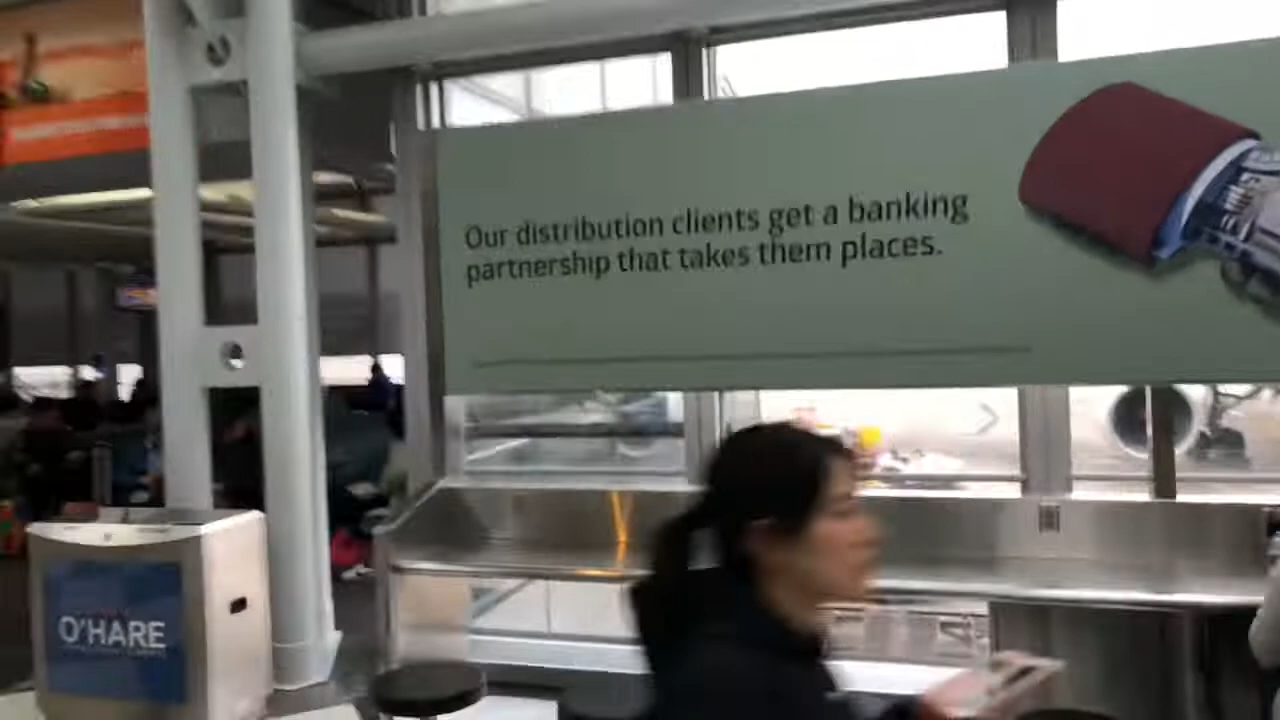 Our distribution clients get a banking
partnership that takes them places.
O'HARE